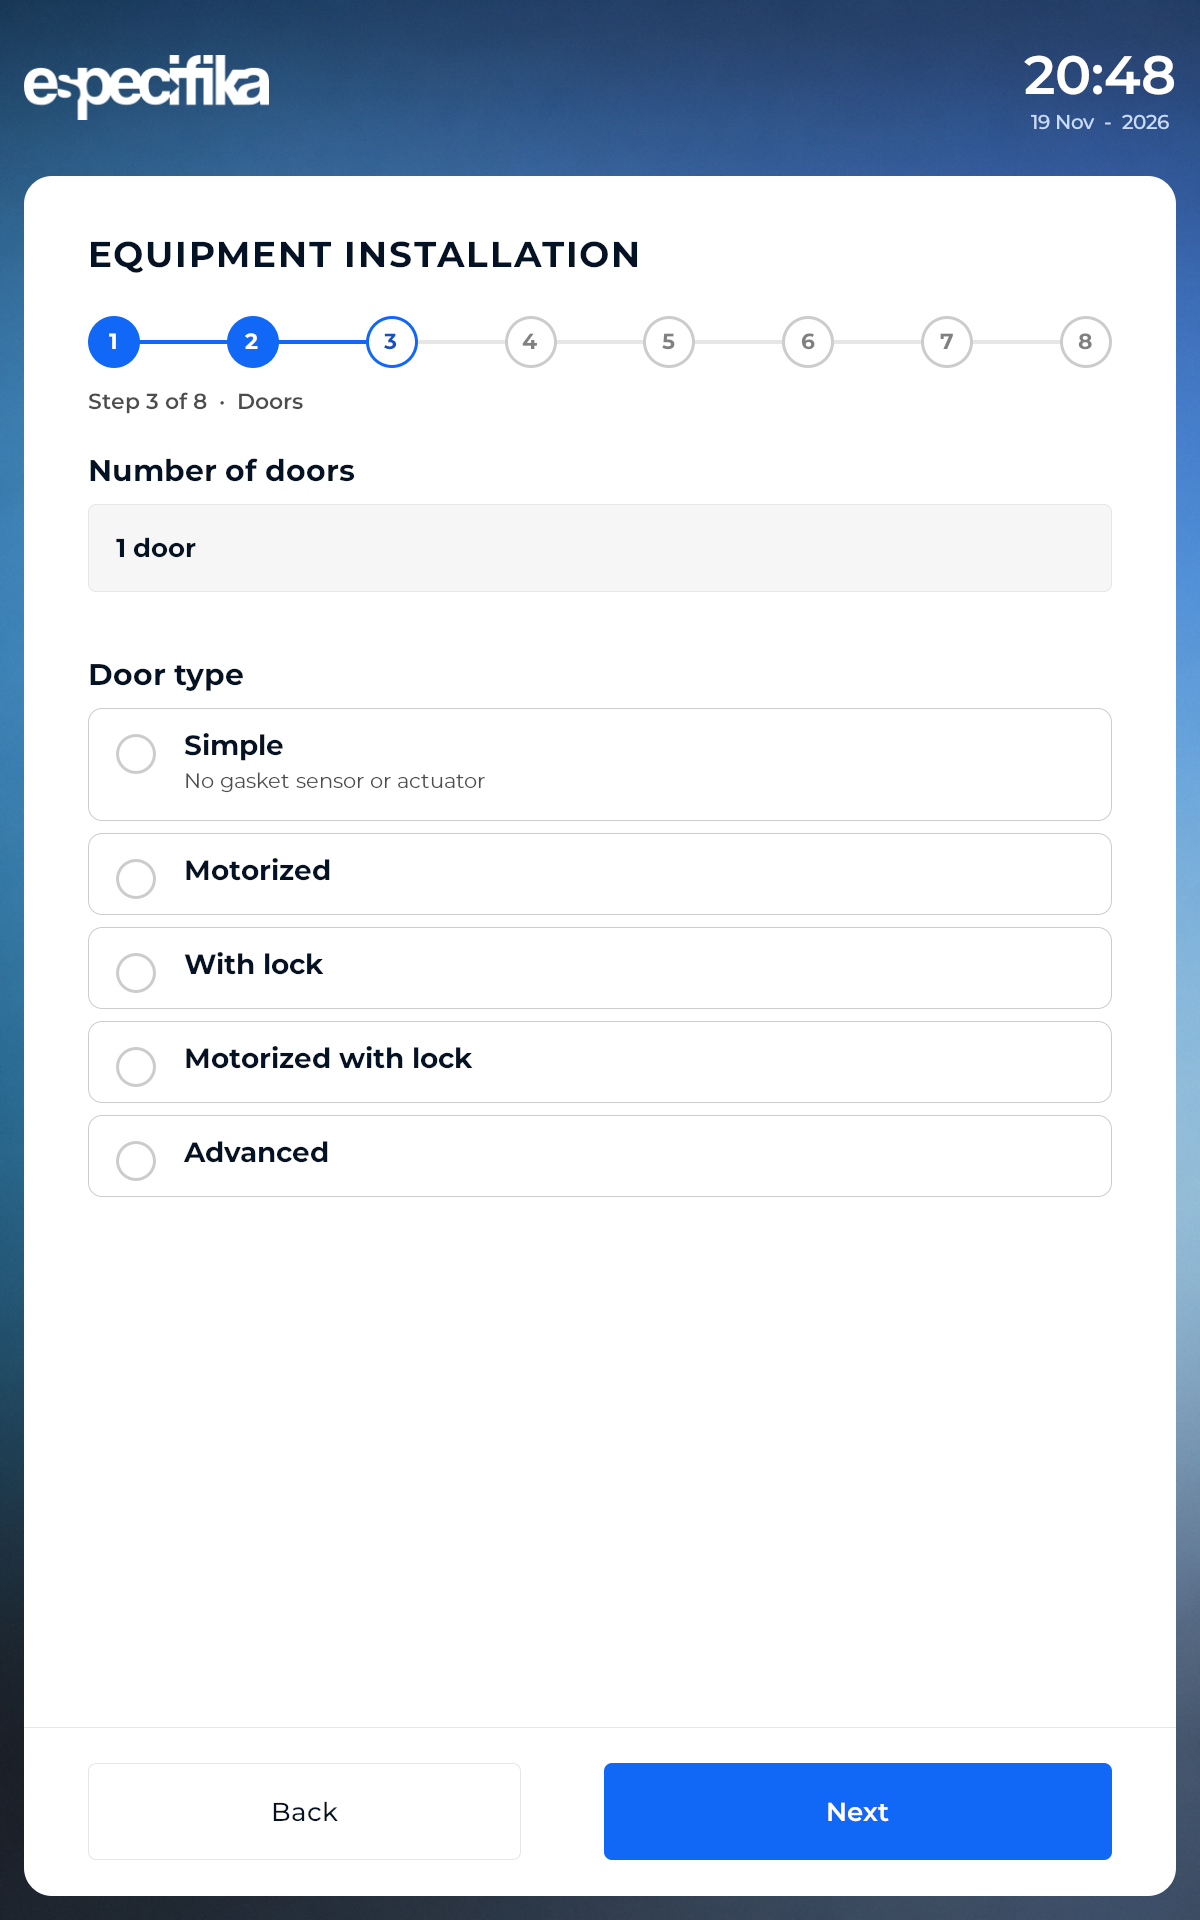 especifika
20:48
19 Nov - 2026
EQUIPMENT INSTALLATION
1 2 3 4 5 6 7 8
Step 3 of 8 · Doors
Number of doors
1 door
Door type
Simple
No gasket sensor or actuator
Motorized
With lock
Motorized with lock
Advanced
Back
Next